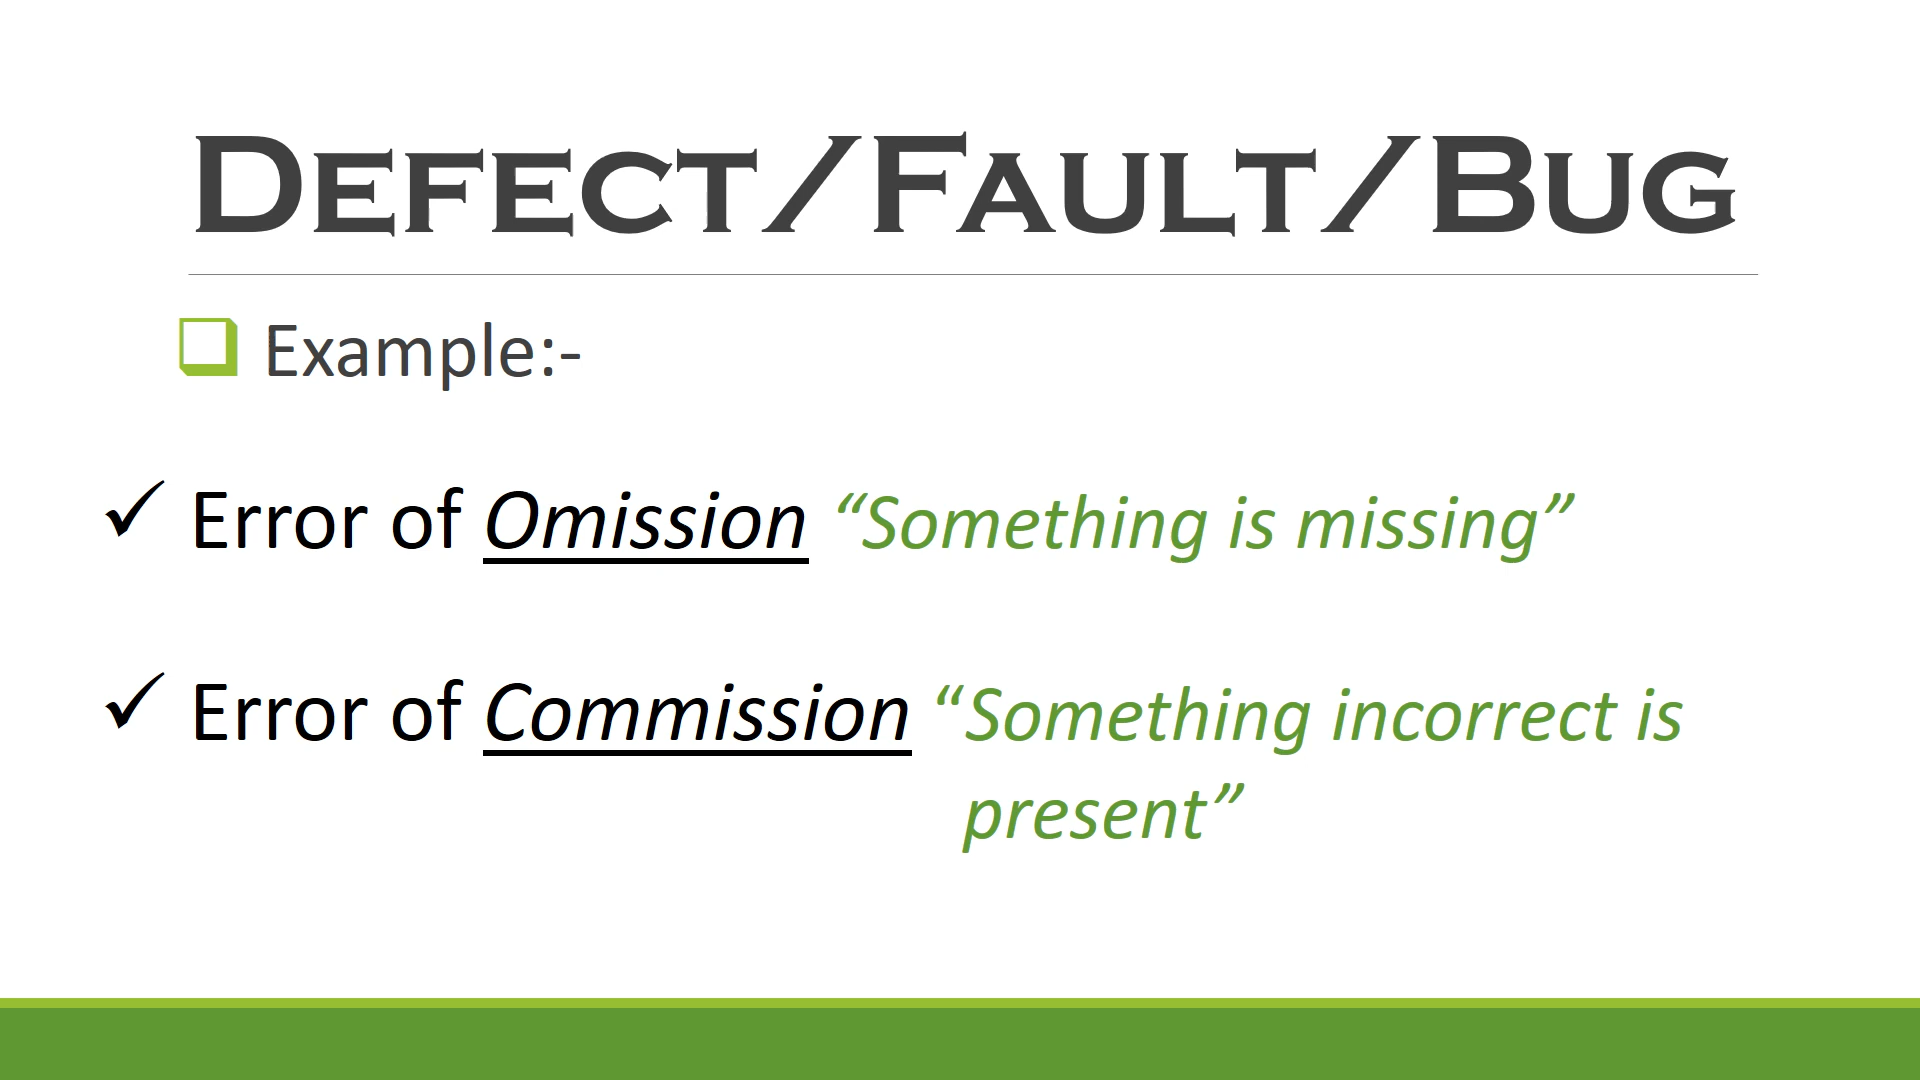 DEFECT/FAULT/BUG
Example:-
Error of Omission “Something is missing”
Error of Commission “Something incorrect is
present”